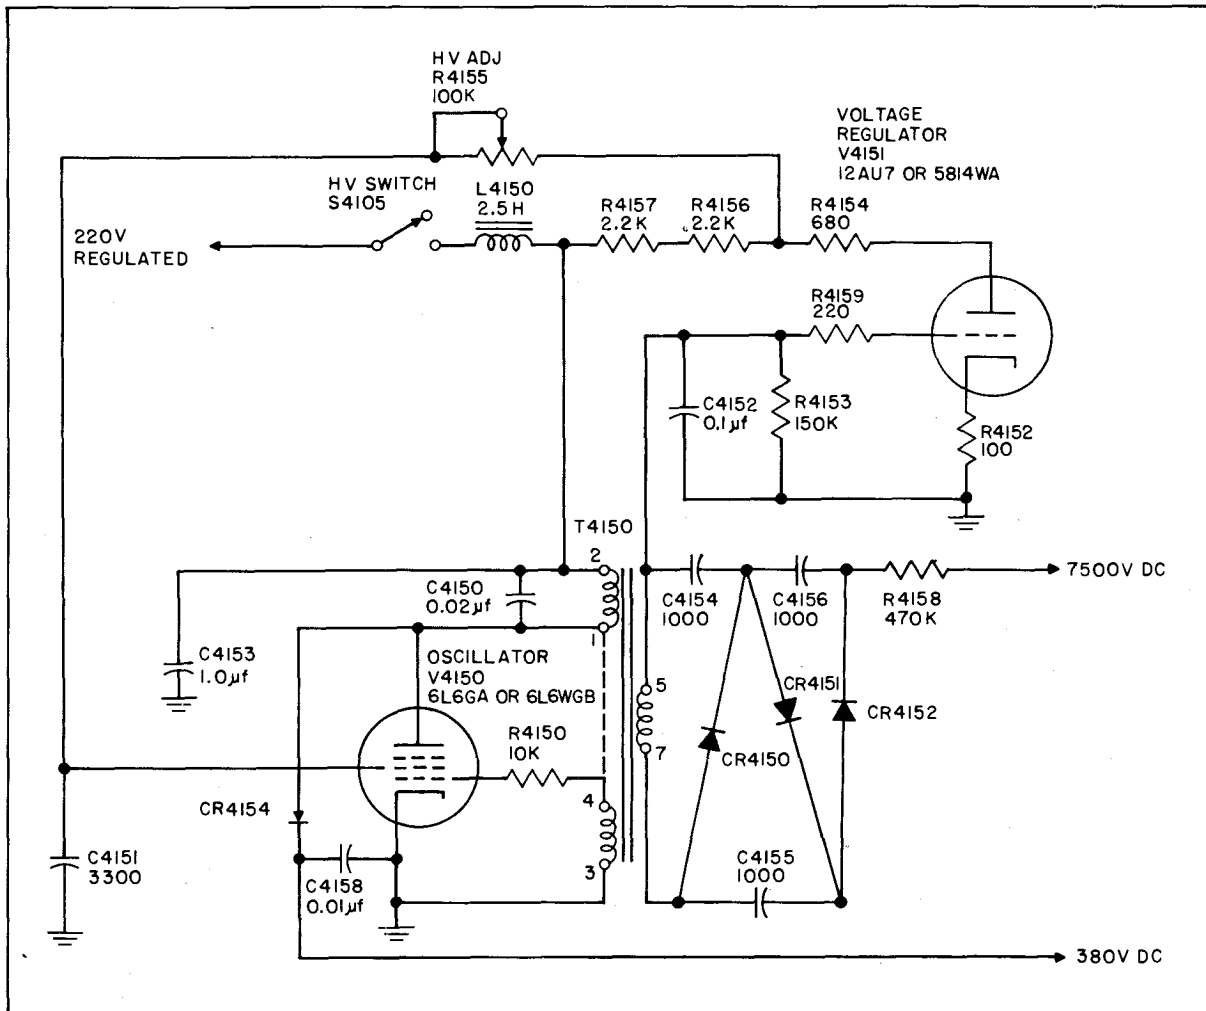 HV ADJ
R4155
100K
VOLTAGE
REGULATOR
V4151
12AU7 OR 5814WA
HV SWITCH
S4105
L4150
2.5H
R4157
2.2K
R4156
2.2K
R4154
680
220V
REGULATED
R4159
220
C4152
0.1µf
R4153
150K
R4152
100
T4150
2
C4150
0.02µf
1
C4154
1000
C4156
1000
R4158
470K
7500V DC
C4153
1.0µf
OSCILLATOR
V4150
6L6GA OR 6L6WGB
5
CR4151
CR4152
R4150
10K
7
CR4150
CR4154
4
C4151
3300
C4158
0.01µf
3
C4155
1000
380V DC